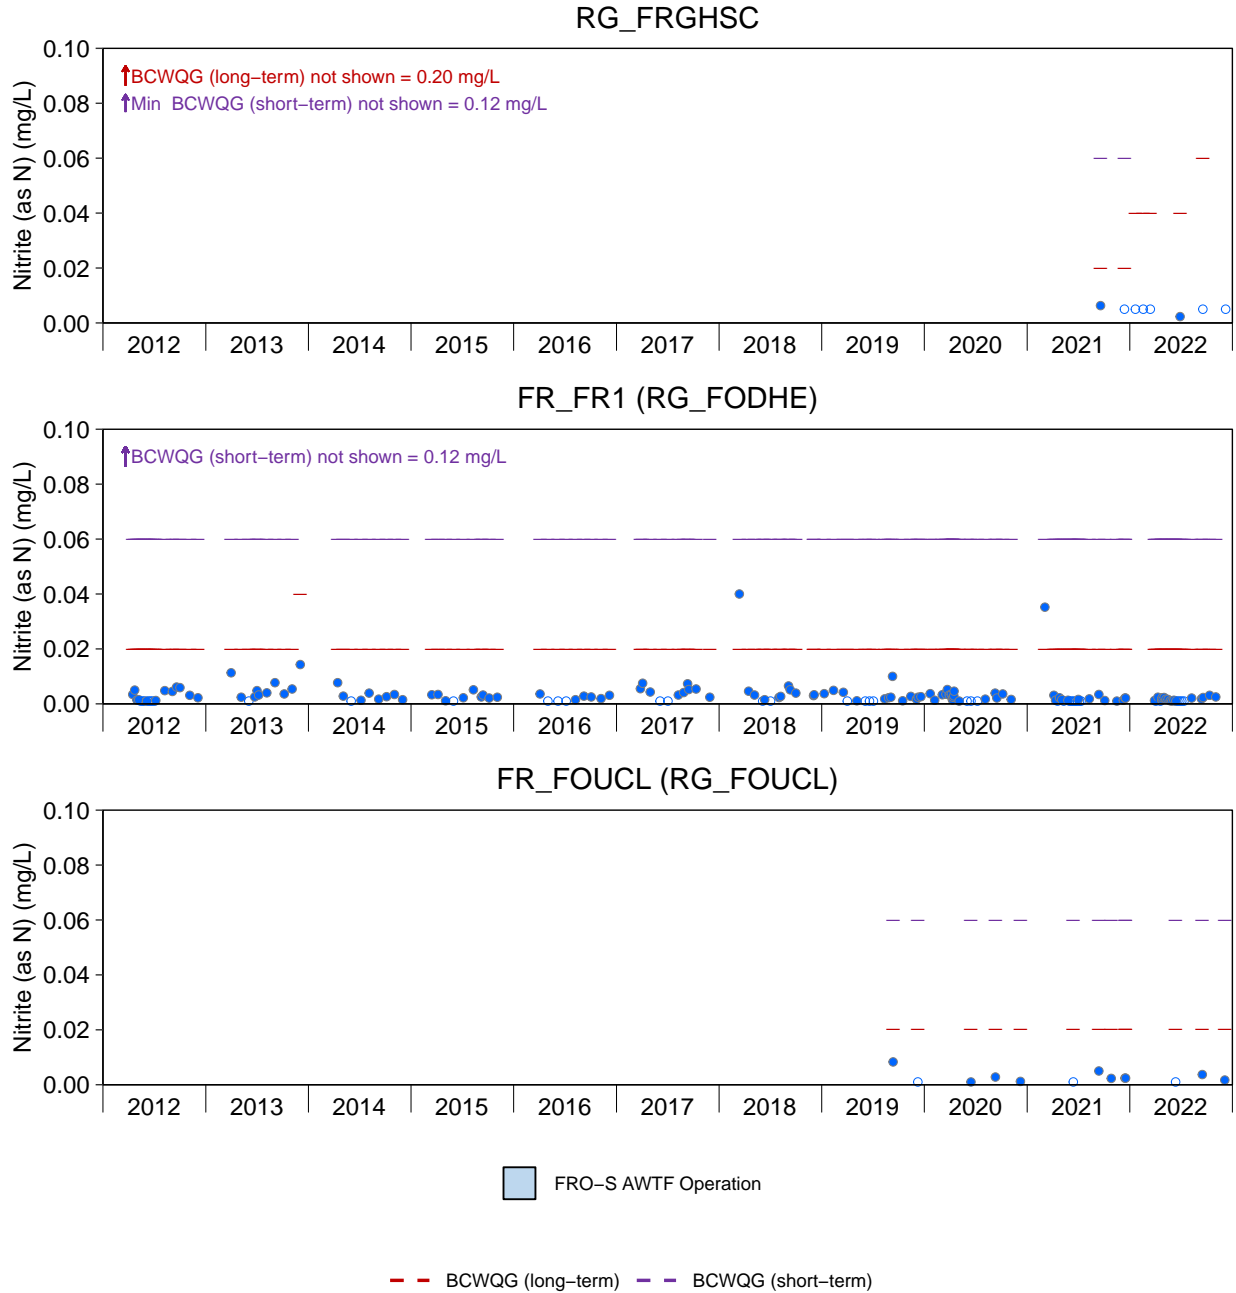 RG_FRGHSC
Nitrite (as N) (mg/L)
0.10
0.08
0.06
0.04
0.02
0.00
↑BCWQG (long−term) not shown = 0.20 mg/L
↑Min BCWQG (short−term) not shown = 0.12 mg/L
2012 2013 2014 2015 2016 2017 2018 2019 2020 2021 2022
FR_FR1 (RG_FODHE)
Nitrite (as N) (mg/L)
0.10
0.08
0.06
0.04
0.02
0.00
↑BCWQG (short−term) not shown = 0.12 mg/L
2012 2013 2014 2015 2016 2017 2018 2019 2020 2021 2022
FR_FOUCL (RG_FOUCL)
Nitrite (as N) (mg/L)
0.10
0.08
0.06
0.04
0.02
0.00
2012 2013 2014 2015 2016 2017 2018 2019 2020 2021 2022
FRO−S AWTF Operation
BCWQG (long−term) BCWQG (short−term)